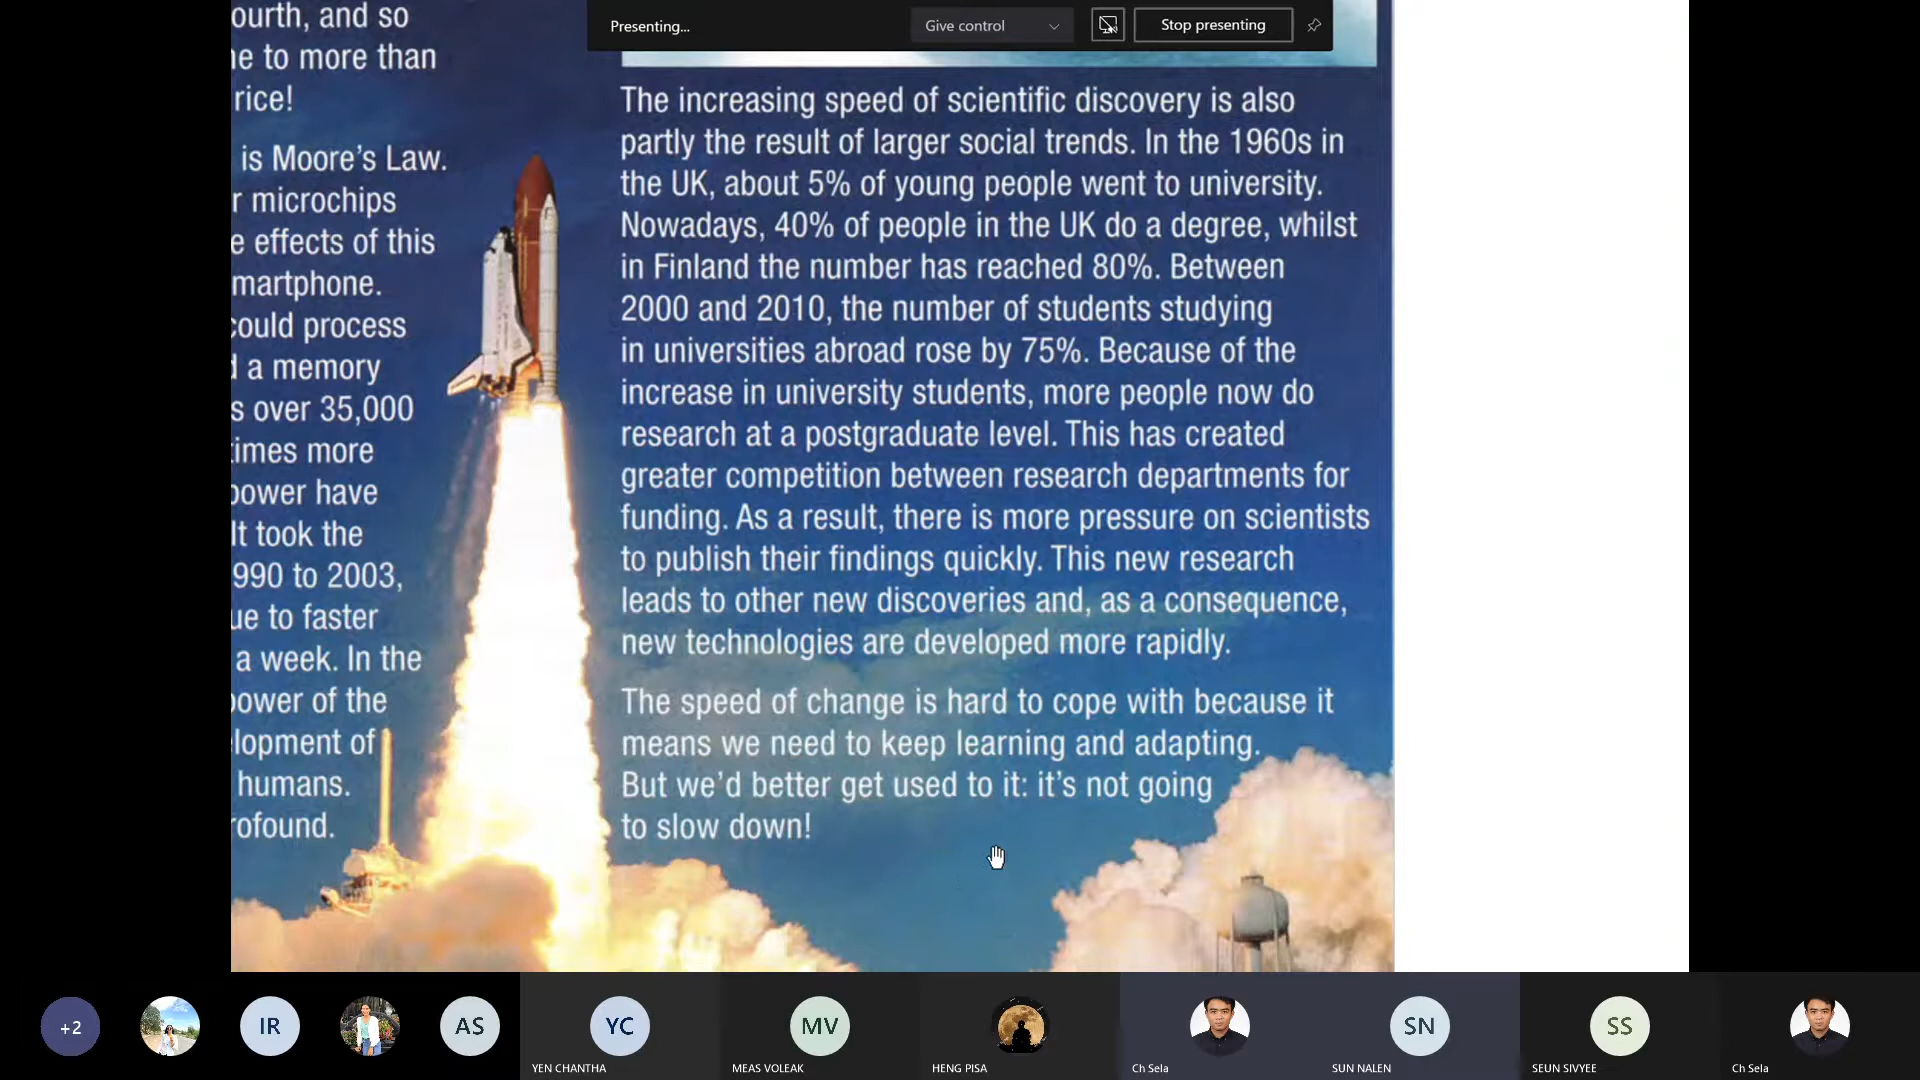 Presenting...
Give control
Stop presenting
ourth, and so
e to more than
rice!
is Moore's Law.
r microchips
e effects of this
martphone.
could process
a memory
s over 35,000
times more
power have
It took the
990 to 2003,
ue to faster
a week. In the
power of the
lopment of
humans.
rofound.
The increasing speed of scientific discovery is also
partly the result of larger social trends. In the 1960s in
the UK, about 5% of young people went to university.
Nowadays, 40% of people in the UK do a degree, whilst
in Finland the number has reached 80%. Between
2000 and 2010, the number of students studying
in universities abroad rose by 75%. Because of the
increase in university students, more people now do
research at a postgraduate level. This has created
greater competition between research departments for
funding. As a result, there is more pressure on scientists
to publish their findings quickly. This new research
leads to other new discoveries and, as a consequence,
new technologies are developed more rapidly.
The speed of change is hard to cope with because it
means we need to keep learning and adapting.
But we'd better get used to it: it's not going
to slow down!
+2
IR
AS
YC
MV
SN
SS
YEN CHANTHA
MEAS VOLEAK
HENG PISA
Ch Sela
SUN NALEN
SEUN SIVYEE
Ch Sela